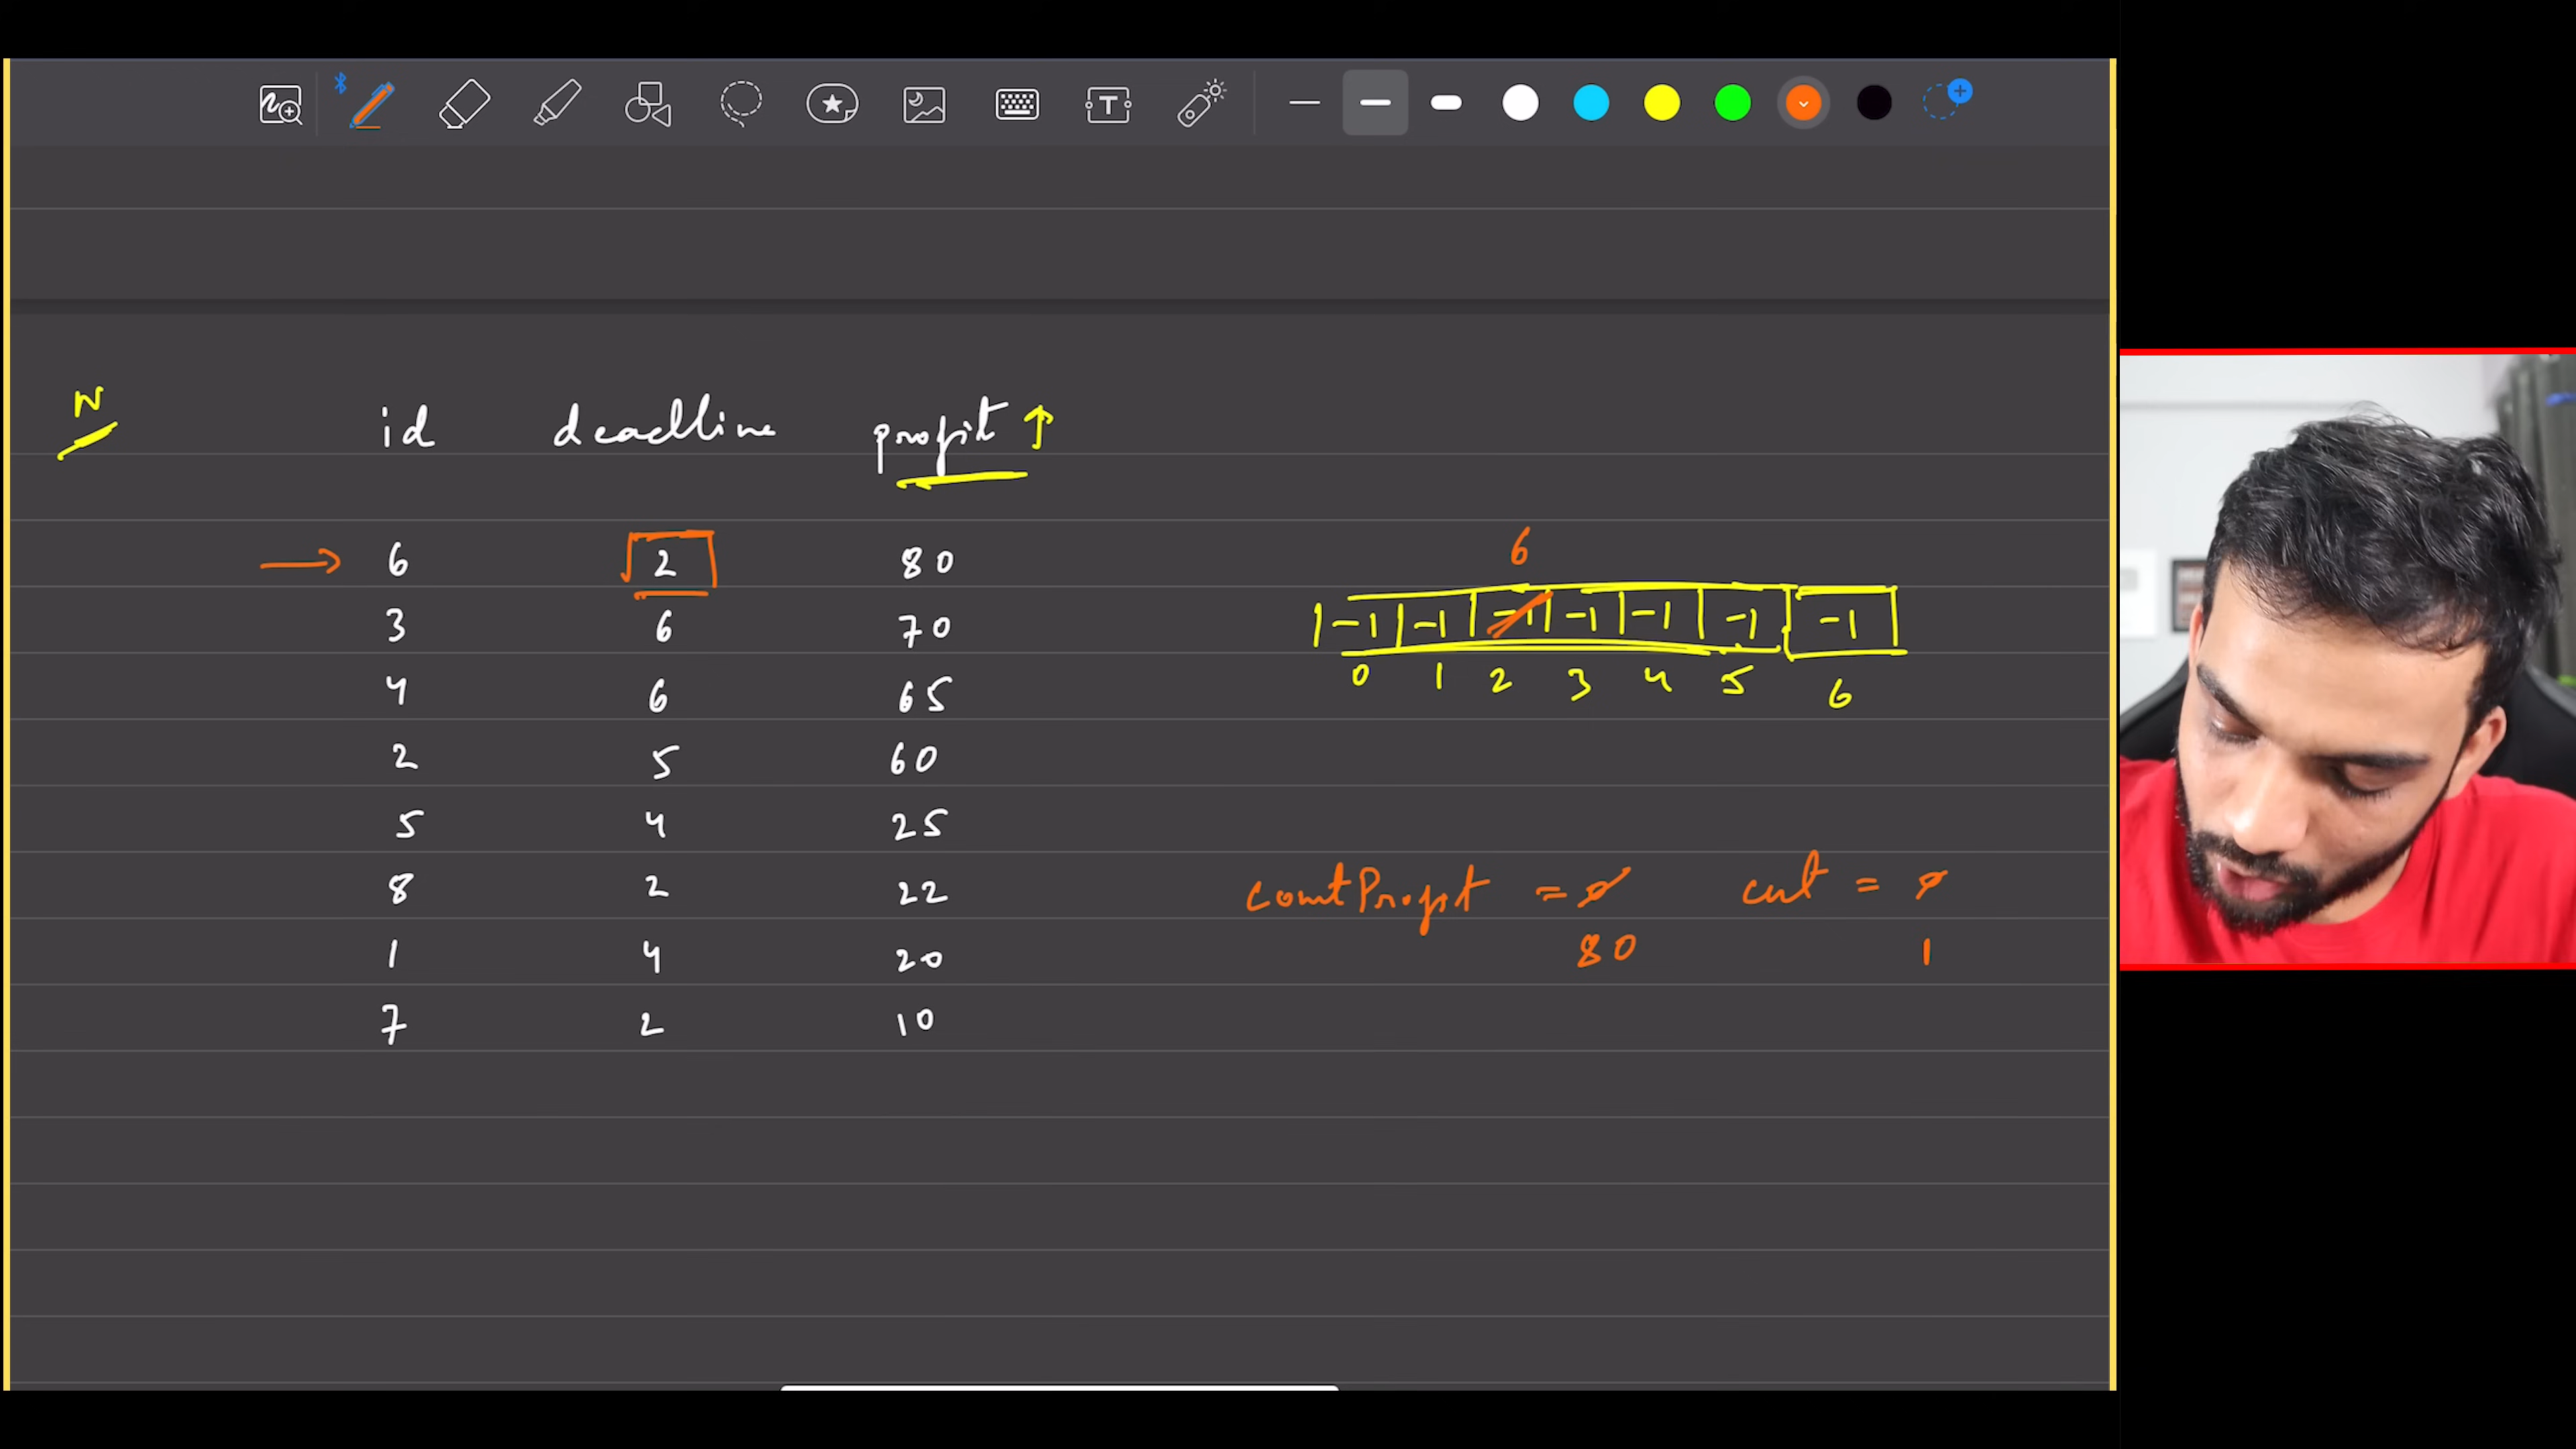 N
id deadline profit ↑
→ 6 2 80
3 6 70
4 6 65
2 5 60
5 4 25
8 2 22
1 4 20
7 2 10
6
-1 -1 -1 -1 -1 -1 -1
0 1 2 3 4 5 6
countProfit = 0 cnt = 0
80 1